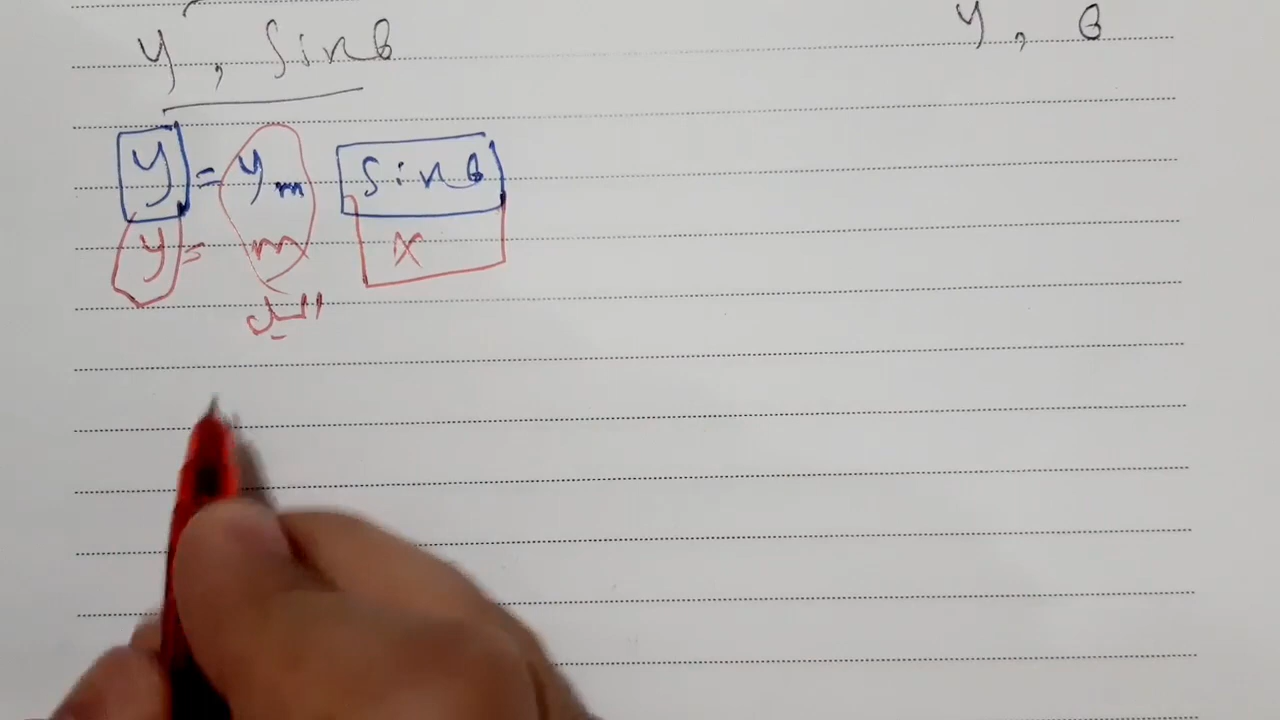 y , Sinθ
y , θ
y = ym Sinθ
y = m x
الميل